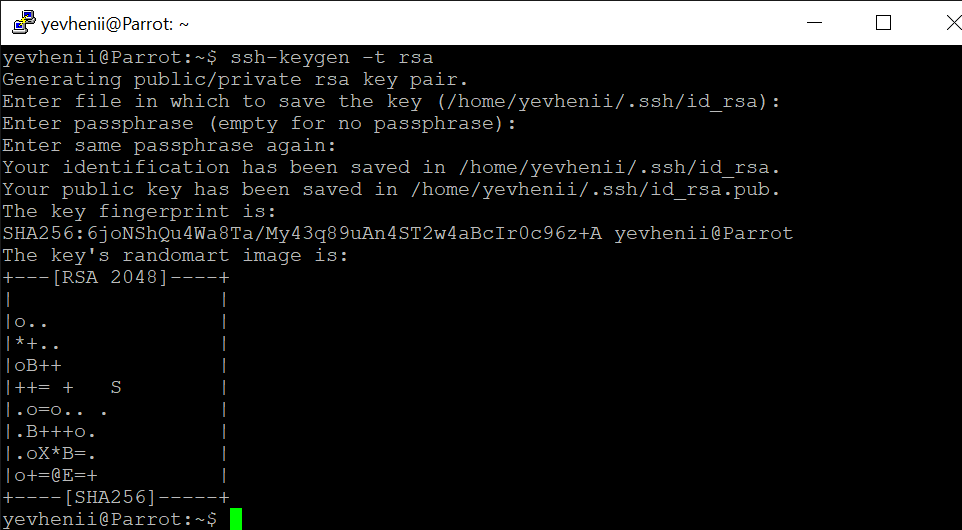 yevhenii@Parrot: ~
yevhenii@Parrot:~$ ssh-keygen -t rsa
Generating public/private rsa key pair.
Enter file in which to save the key (/home/yevhenii/.ssh/id_rsa):
Enter passphrase (empty for no passphrase):
Enter same passphrase again:
Your identification has been saved in /home/yevhenii/.ssh/id_rsa.
Your public key has been saved in /home/yevhenii/.ssh/id_rsa.pub.
The key fingerprint is:
SHA256:6joNShQu4Wa8Ta/My43q89uAn4ST2w4aBcIr0c96z+A yevhenii@Parrot
The key's randomart image is:
+---[RSA 2048]----+
|                 |
|o..              |
|*+..             |
|oB++             |
|++= +   S        |
|.o=o.. .         |
|.B+++o.          |
|.oX*B=.          |
|o+=@E=+          |
+----[SHA256]-----+
yevhenii@Parrot:~$